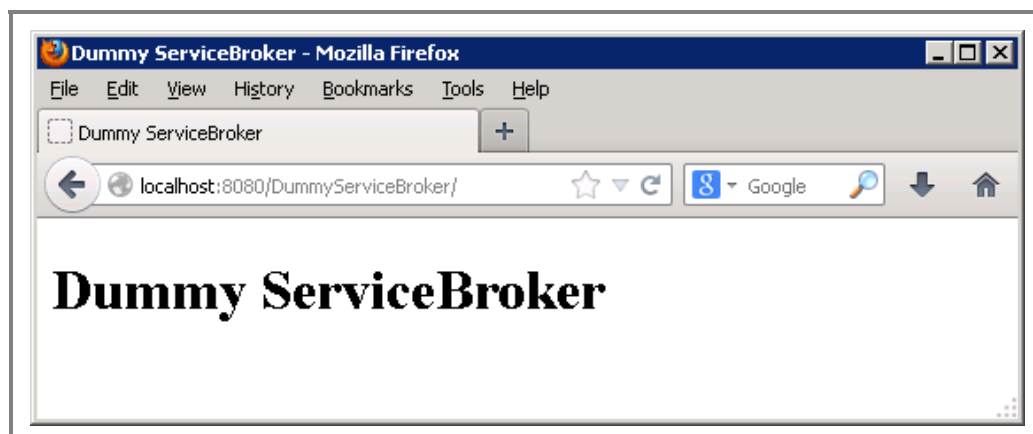 Dummy ServiceBroker - Mozilla Firefox
File Edit View History Bookmarks Tools Help
Dummy ServiceBroker +
localhost:8080/DummyServiceBroker/ 8 Google
Dummy ServiceBroker